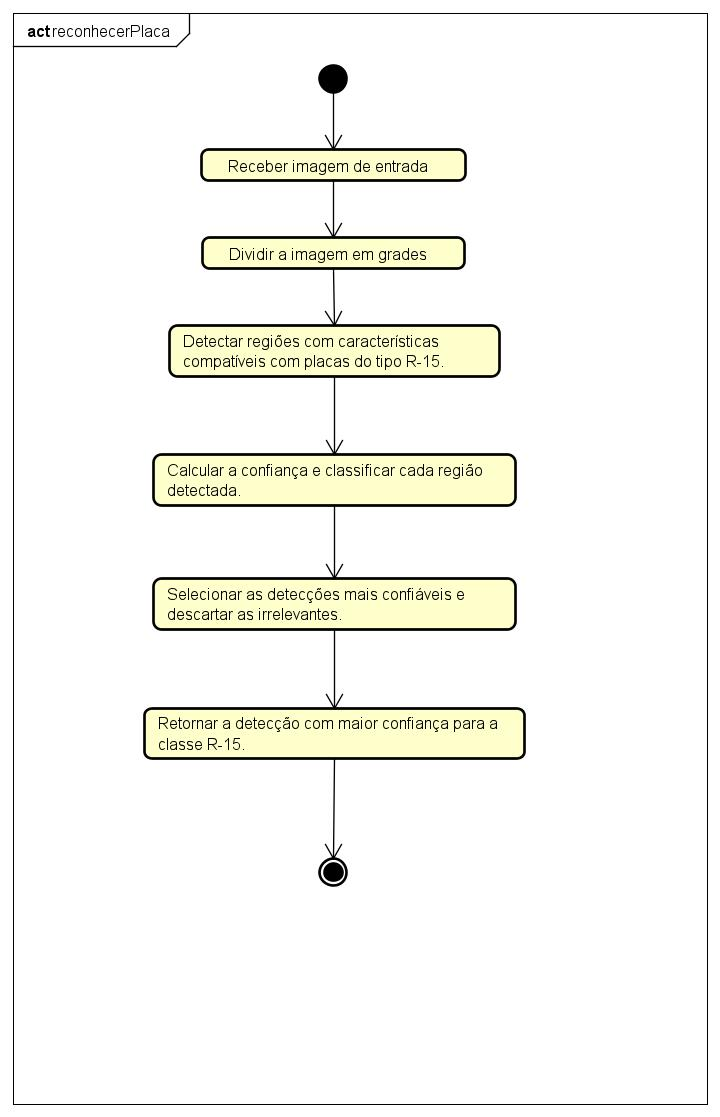 act reconhecerPlaca
Receber imagem de entrada
Dividir a imagem em grades
Detectar regiões com características
compatíveis com placas do tipo R-15.
Calcular a confiança e classificar cada região
detectada.
Selecionar as detecções mais confiáveis e
descartar as irrelevantes.
Retornar a detecção com maior confiança para a
classe R-15.